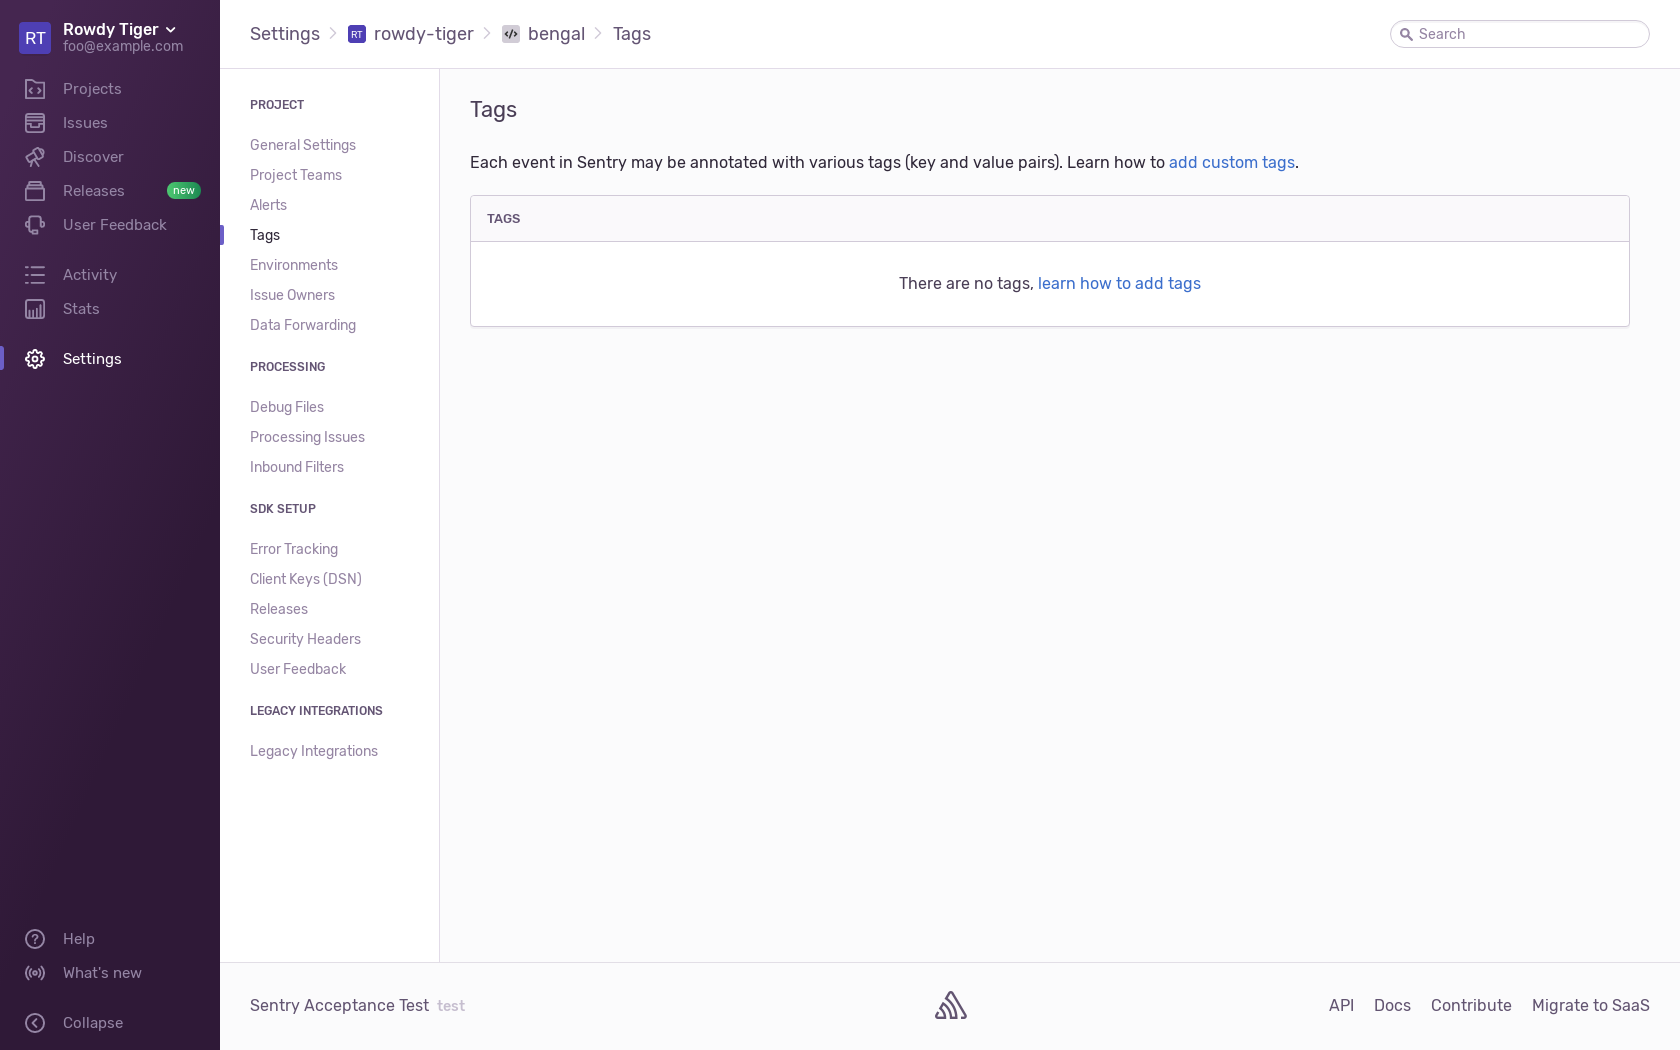 RT
Rowdy Tiger
foo@example.com
Projects
Issues
Discover
Releases new
User Feedback
Activity
Stats
Settings
Help
What's new
Collapse
Settings RT rowdy-tiger bengal Tags
Search
PROJECT
General Settings
Project Teams
Alerts
Tags
Environments
Issue Owners
Data Forwarding
PROCESSING
Debug Files
Processing Issues
Inbound Filters
SDK SETUP
Error Tracking
Client Keys (DSN)
Releases
Security Headers
User Feedback
LEGACY INTEGRATIONS
Legacy Integrations
Tags
Each event in Sentry may be annotated with various tags (key and value pairs). Learn how to add custom tags.
TAGS
There are no tags, learn how to add tags
Sentry Acceptance Test test
API Docs Contribute Migrate to SaaS